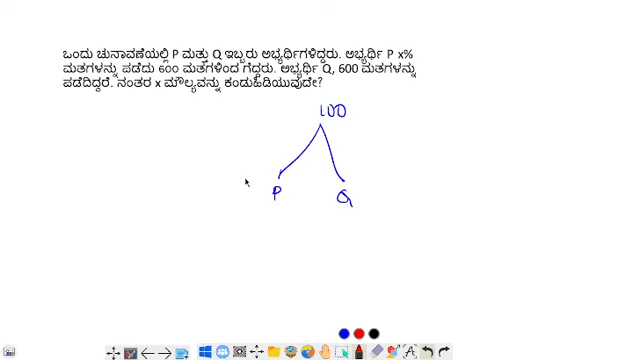 ಒಂದು ಚುನಾವಣೆಯಲ್ಲಿ P ಮತ್ತು Q ಇಬ್ಬರು ಅಭ್ಯರ್ಥಿಗಳಿದ್ದರು. ಅಭ್ಯರ್ಥಿ P x%
ಮತಗಳನ್ನು ಪಡೆದು 600 ಮತಗಳಿಂದ ಗೆದ್ದರು. ಅಭ್ಯರ್ಥಿ Q, 600 ಮತಗಳನ್ನು
ಪಡೆದಿದ್ದರೆ. ನಂತರ x ಮೌಲ್ಯವನ್ನು ಕಂಡುಹಿಡಿಯುವುದೇ?
100
P Q